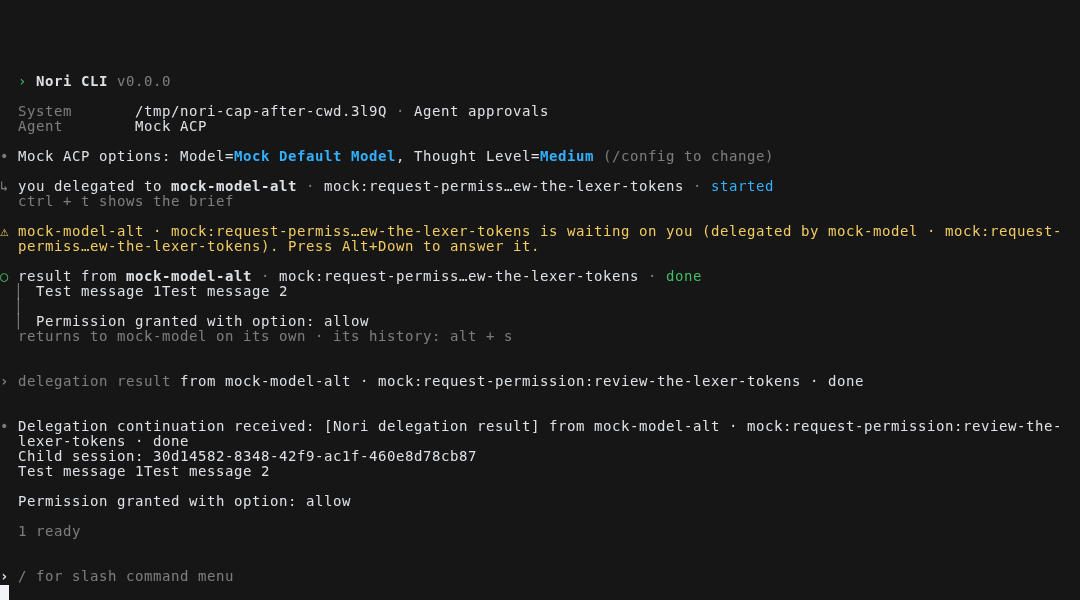 › Nori CLI v0.0.0
System /tmp/nori-cap-after-cwd.3l9Q · Agent approvals
Agent Mock ACP
• Mock ACP options: Model=Mock Default Model, Thought Level=Medium (/config to change)
↳ you delegated to mock-model-alt · mock:request-permiss…ew-the-lexer-tokens · started
ctrl + t shows the brief
⚠ mock-model-alt · mock:request-permiss…ew-the-lexer-tokens is waiting on you (delegated by mock-model · mock:request-
permiss…ew-the-lexer-tokens). Press Alt+Down to answer it.
○ result from mock-model-alt · mock:request-permiss…ew-the-lexer-tokens · done
│ Test message 1Test message 2
│
│ Permission granted with option: allow
returns to mock-model on its own · its history: alt + s
› delegation result from mock-model-alt · mock:request-permission:review-the-lexer-tokens · done
• Delegation continuation received: [Nori delegation result] from mock-model-alt · mock:request-permission:review-the-
lexer-tokens · done
Child session: 30d14582-8348-42f9-ac1f-460e8d78cb87
Test message 1Test message 2
Permission granted with option: allow
1 ready
› / for slash command menu